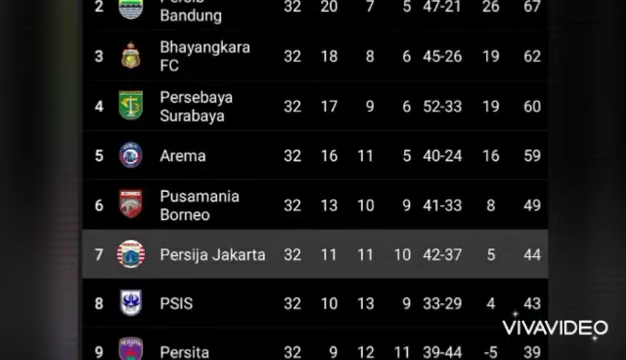 2 Persib Bandung 32 20 7 5 47-21 26 67
3 Bhayangkara FC 32 18 8 6 45-26 19 62
4 Persebaya Surabaya 32 17 9 6 52-33 19 60
5 Arema 32 16 11 5 40-24 16 59
6 Pusamania Borneo 32 13 10 9 41-33 8 49
7 Persija Jakarta 32 11 11 10 42-37 5 44
8 PSIS 32 10 13 9 33-29 4 43
9 Persita 32 9 12 11 39-44 -5 39
VIVAVIDEO